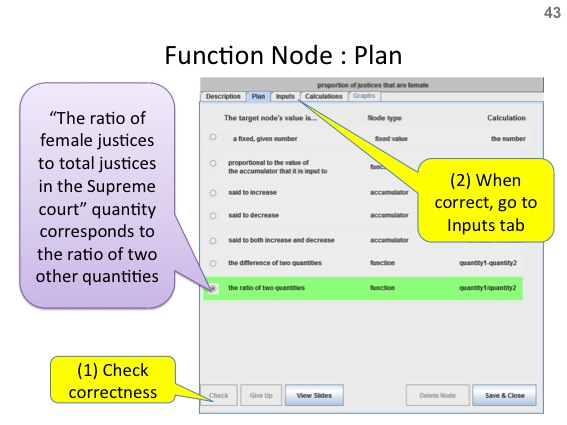 43
Function Node : Plan
proportion of justices that are female
Description Plan Inputs Calculations Graphs
The target node's value is... Node type Calculation
a fixed, given number fixed value the number
proportional to the value of
the accumulator that it is input to
said to increase accumulator
said to decrease accumulator
said to both increase and decrease accumulator
the difference of two quantities function quantity1-quantity2
the ratio of two quantities function quantity1/quantity2
Check Give Up View Slides Delete Node Save & Close
“The ratio of
female justices
to total justices
in the Supreme
court” quantity
corresponds to
the ratio of two
other quantities
(2) When
correct, go to
Inputs tab
(1) Check
correctness